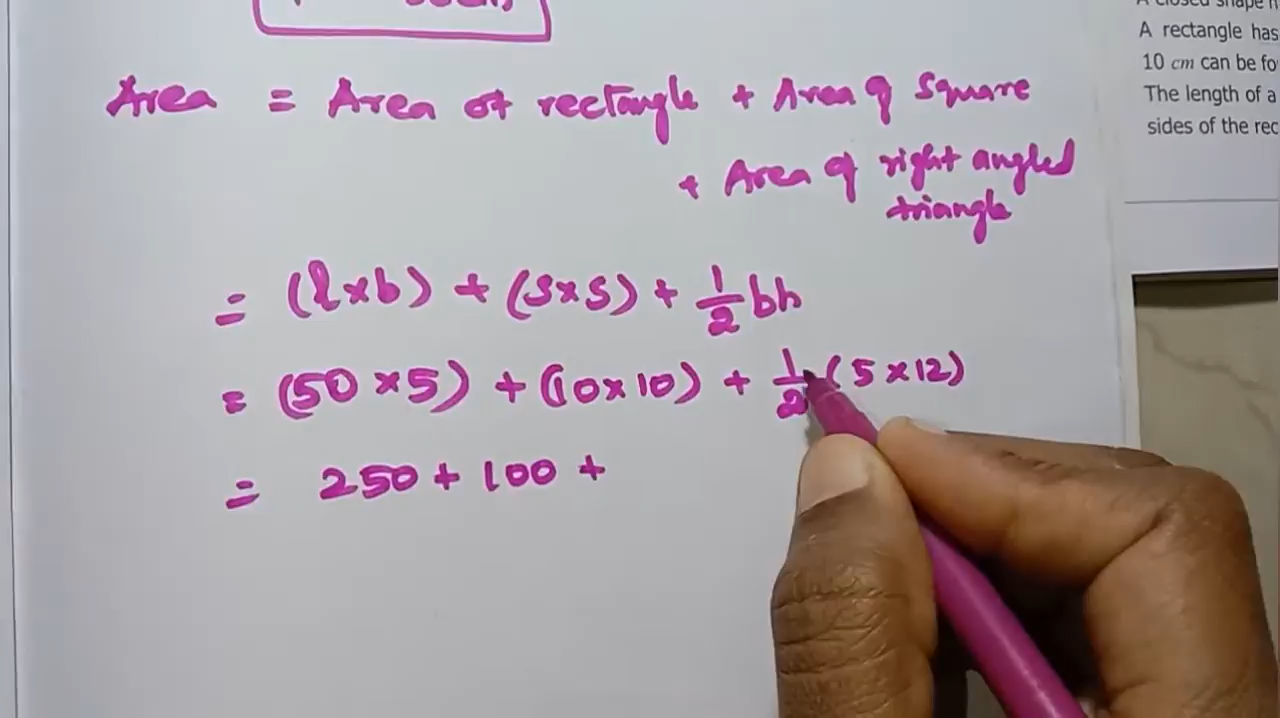 Area = Area of rectangle + Area of square
+ Area of right angled
triangle
= (l×b) + (s×s) + 1/2 bh
= (50×5) + (10×10) + 1/2 (5×12)
= 250 + 100 +
A closed shape
A rectangle has
10 cm can be fo
The length of a
sides of the rec